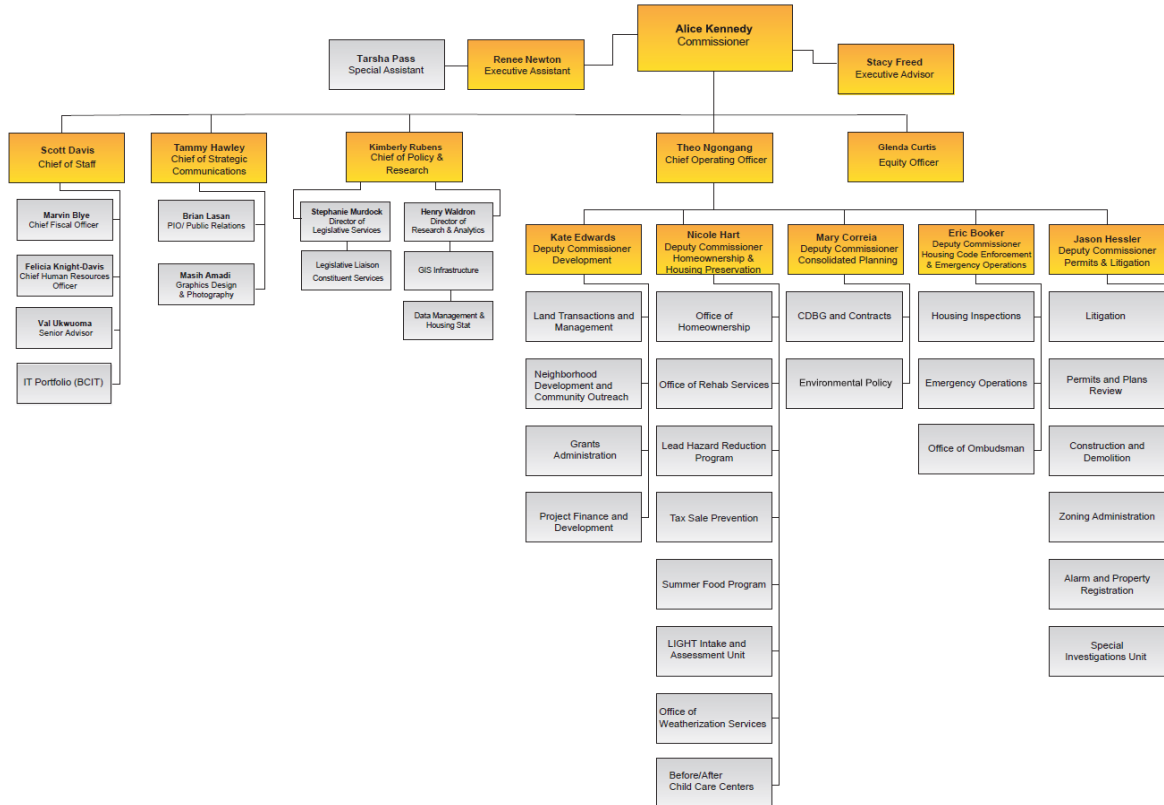 Alice Kennedy
Commissioner
Tarsha Pass
Special Assistant
Renee Newton
Executive Assistant
Stacy Freed
Executive Advisor
Scott Davis
Chief of Staff
Tammy Hawley
Chief of Strategic
Communications
Kimberly Rubens
Chief of Policy &
Research
Theo Ngongang
Chief Operating Officer
Glenda Curtis
Equity Officer
Marvin Blye
Chief Fiscal Officer
Felicia Knight-Davis
Chief Human Resources
Officer
Val Ukwuoma
Senior Advisor
IT Portfolio (BCIT)
Brian Lasan
PIO/ Public Relations
Masih Amadi
Graphics Design
& Photography
Stephanie Murdock
Director of
Legislative Services
Legislative Liaison
Constituent Services
Henry Waldron
Director of
Research & Analytics
GIS Infrastructure
Data Management &
Housing Stat
Kate Edwards
Deputy Commissioner
Development
Land Transactions and
Management
Neighborhood
Development and
Community Outreach
Grants
Administration
Project Finance and
Development
Nicole Hart
Deputy Commissioner
Homeownership &
Housing Preservation
Office of
Homeownership
Office of Rehab Services
Lead Hazard Reduction
Program
Tax Sale Prevention
Summer Food Program
LIGHT Intake and
Assessment Unit
Office of
Weatherization Services
Before/After
Child Care Centers
Mary Correia
Deputy Commissioner
Consolidated Planning
CDBG and Contracts
Environmental Policy
Eric Booker
Deputy Commissioner
Housing Code Enforcement
& Emergency Operations
Housing Inspections
Emergency Operations
Office of Ombudsman
Jason Hessler
Deputy Commissioner
Permits & Litigation
Litigation
Permits and Plans
Review
Construction and
Demolition
Zoning Administration
Alarm and Property
Registration
Special
Investigations Unit